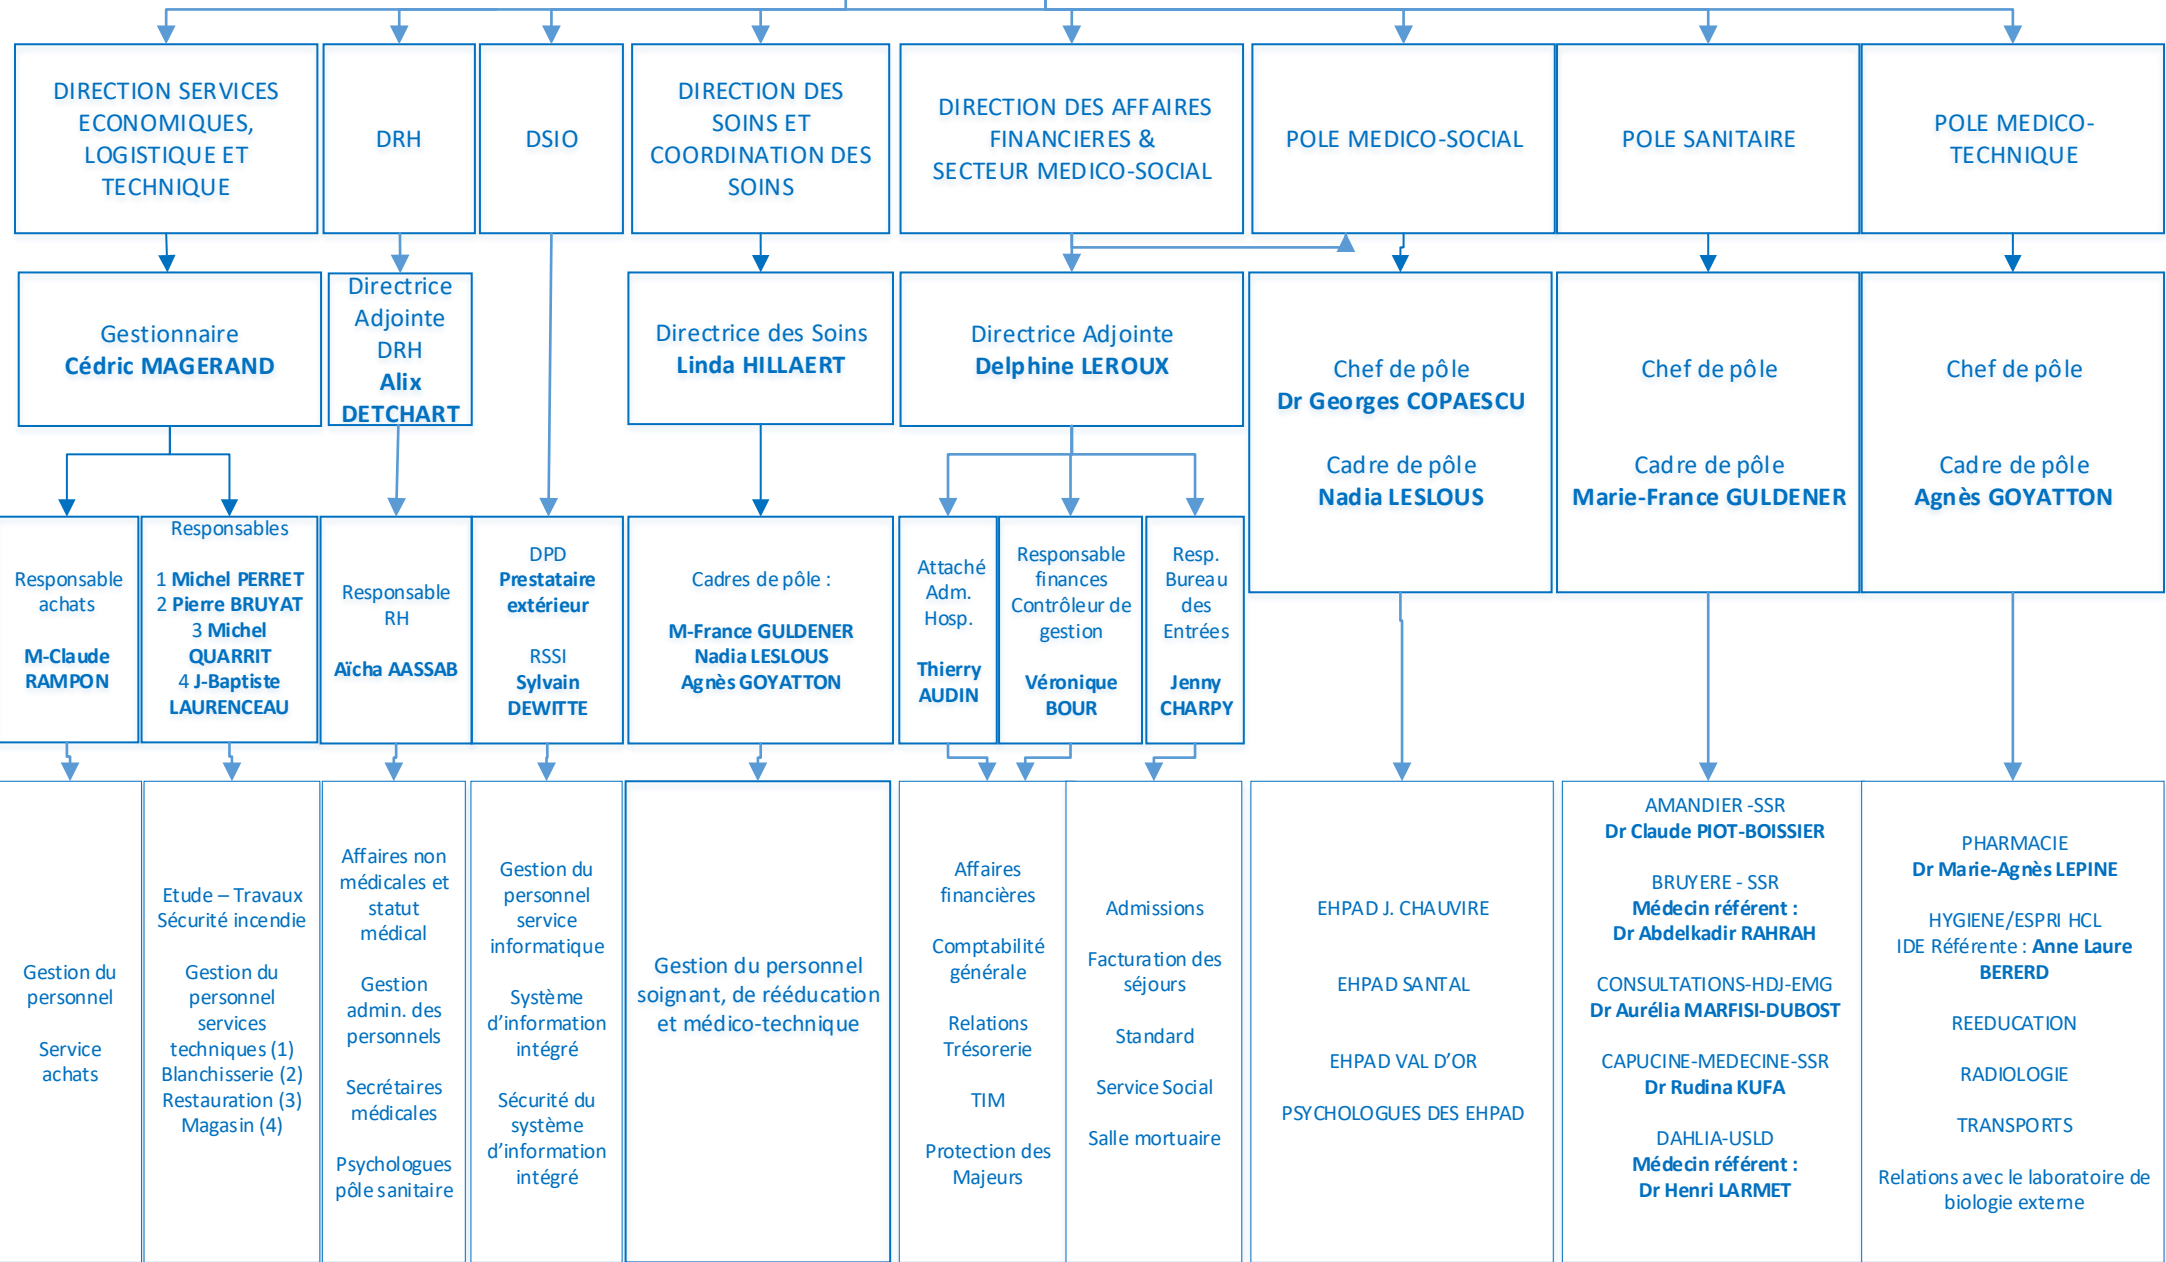 DIRECTION SERVICES
ECONOMIQUES,
LOGISTIQUE ET
TECHNIQUE
DRH
DSIO
DIRECTION DES
SOINS ET
COORDINATION DES
SOINS
DIRECTION DES AFFAIRES
FINANCIERES &
SECTEUR MEDICO-SOCIAL
POLE MEDICO-SOCIAL
POLE SANITAIRE
POLE MEDICO-
TECHNIQUE
Gestionnaire
Cédric MAGERAND
Directrice
Adjointe
DRH
Alix
DETCHART
Directrice des Soins
Linda HILLAERT
Directrice Adjointe
Delphine LEROUX
Chef de pôle
Dr Georges COPAESCU
Cadre de pôle
Nadia LESLOUS
Chef de pôle
Cadre de pôle
Marie-France GULDENER
Chef de pôle
Cadre de pôle
Agnès GOYATTON
Responsable
achats
M-Claude
RAMPON
Responsables
1 Michel PERRET
2 Pierre BRUYAT
3 Michel
QUARRIT
4 J-Baptiste
LAURENCEAU
Responsable
RH
Aïcha AASSAB
DPD
Prestataire
extérieur
RSSI
Sylvain
DEWITTE
Cadres de pôle :
M-France GULDENER
Nadia LESLOUS
Agnès GOYATTON
Attaché
Adm.
Hosp.
Thierry
AUDIN
Responsable
finances
Contrôleur de
gestion
Véronique
BOUR
Resp.
Bureau
des
Entrées
Jenny
CHARPY
Gestion du
personnel
Service
achats
Etude – Travaux
Sécurité incendie
Gestion du
personnel
services
techniques (1)
Blanchisserie (2)
Restauration (3)
Magasin (4)
Affaires non
médicales et
statut
médical
Gestion
admin. des
personnels
Secrétaires
médicales
Psychologues
pôle sanitaire
Gestion du
personnel
service
informatique
Système
d’information
intégré
Sécurité du
système
d’information
intégré
Gestion du personnel
soignant, de rééducation
et médico-technique
Affaires
financières
Comptabilité
générale
Relations
Trésorerie
TIM
Protection des
Majeurs
Admissions
Facturation des
séjours
Standard
Service Social
Salle mortuaire
EHPAD J. CHAUVIRE
EHPAD SANTAL
EHPAD VAL D’OR
PSYCHOLOGUES DES EHPAD
AMANDIER -SSR
Dr Claude PIOT-BOISSIER
BRUYERE - SSR
Médecin référent :
Dr Abdelkadir RAHRAH
CONSULTATIONS-HDJ-EMG
Dr Aurélia MARFISI-DUBOST
CAPUCINE-MEDECINE-SSR
Dr Rudina KUFA
DAHLIA-USLD
Médecin référent :
Dr Henri LARMET
PHARMACIE
Dr Marie-Agnès LEPINE
HYGIENE/ESPRI HCL
IDE Référente : Anne Laure
BERERD
REEDUCATION
RADIOLOGIE
TRANSPORTS
Relations avec le laboratoire de
biologie externe